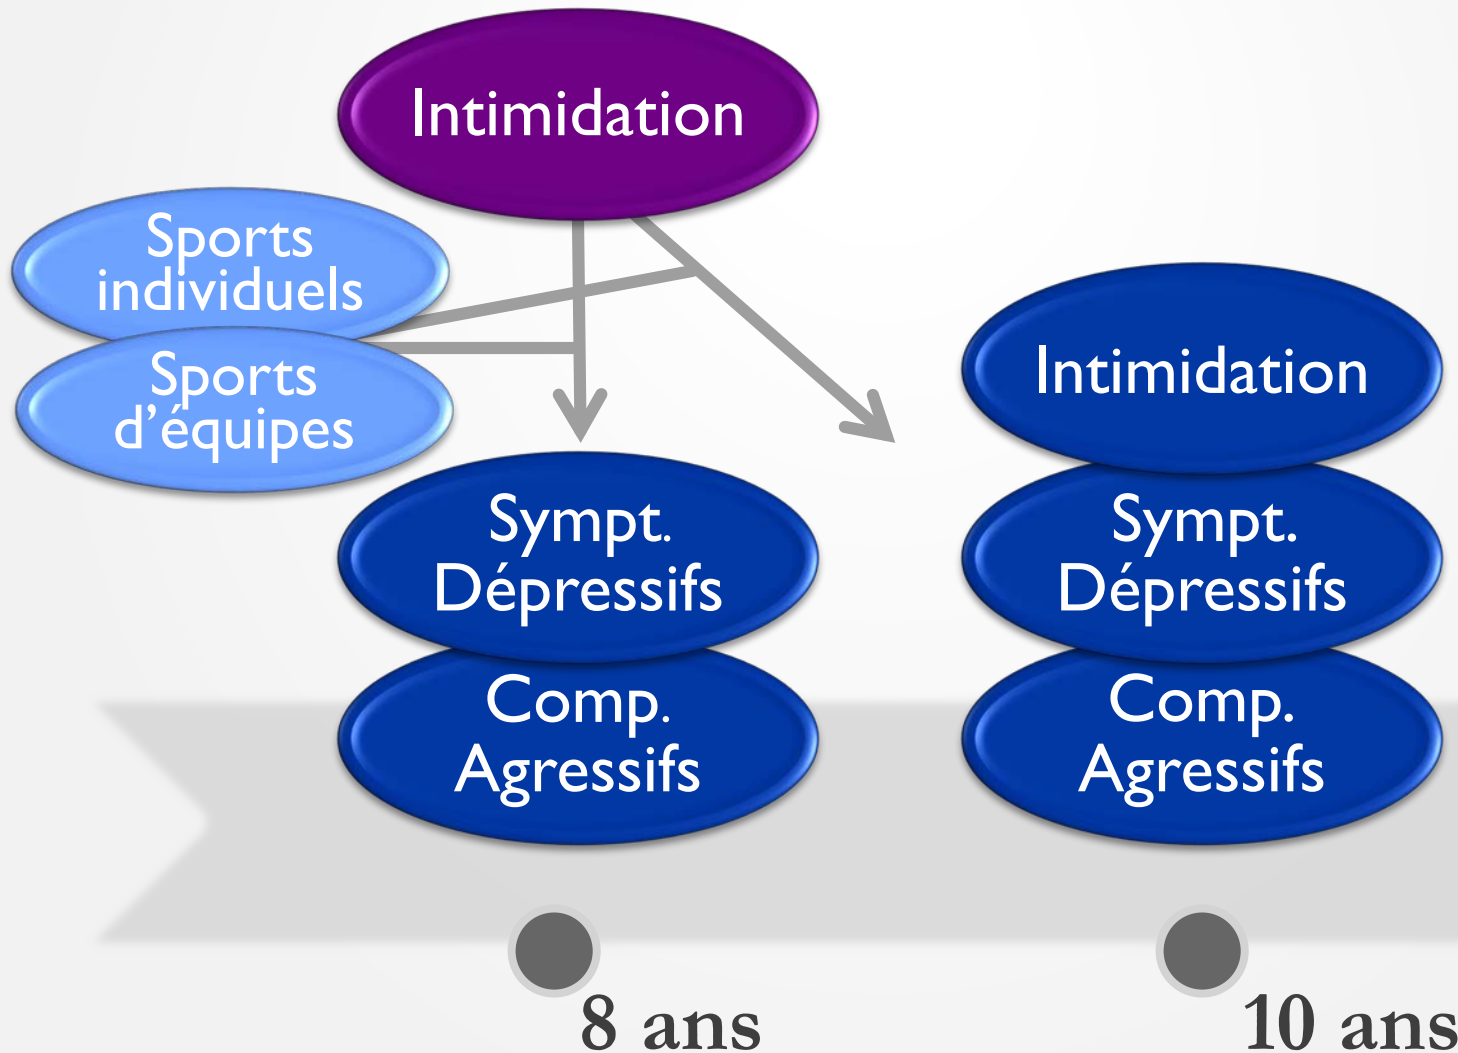 Intimidation
Sports
individuels
Sports
d’équipes
Intimidation
Sympt.
Dépressifs
Sympt.
Dépressifs
Comp.
Agressifs
Comp.
Agressifs
8 ans
10 ans